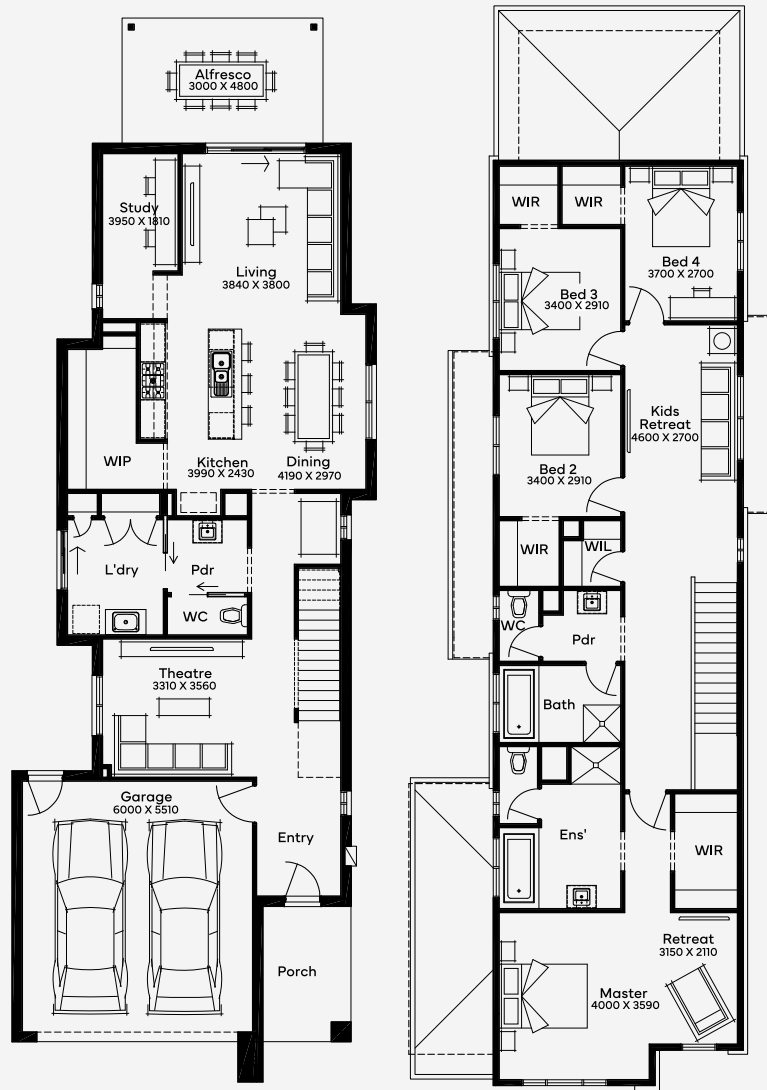 Alfresco
3000 X 4800
Study
3950 X 1810
Living
3840 X 3800
WIP
Kitchen
3990 X 2430
Dining
4190 X 2970
L'dry
Pdr
WC
Theatre
3310 X 3560
Garage
6000 X 5510
Entry
Porch
WIR
WIR
Bed 4
3700 X 2700
Bed 3
3400 X 2910
Kids
Retreat
4600 X 2700
Bed 2
3400 X 2910
WIR
WIL
WC
Pdr
Bath
Ens'
WIR
Retreat
3150 X 2110
Master
4000 X 3590